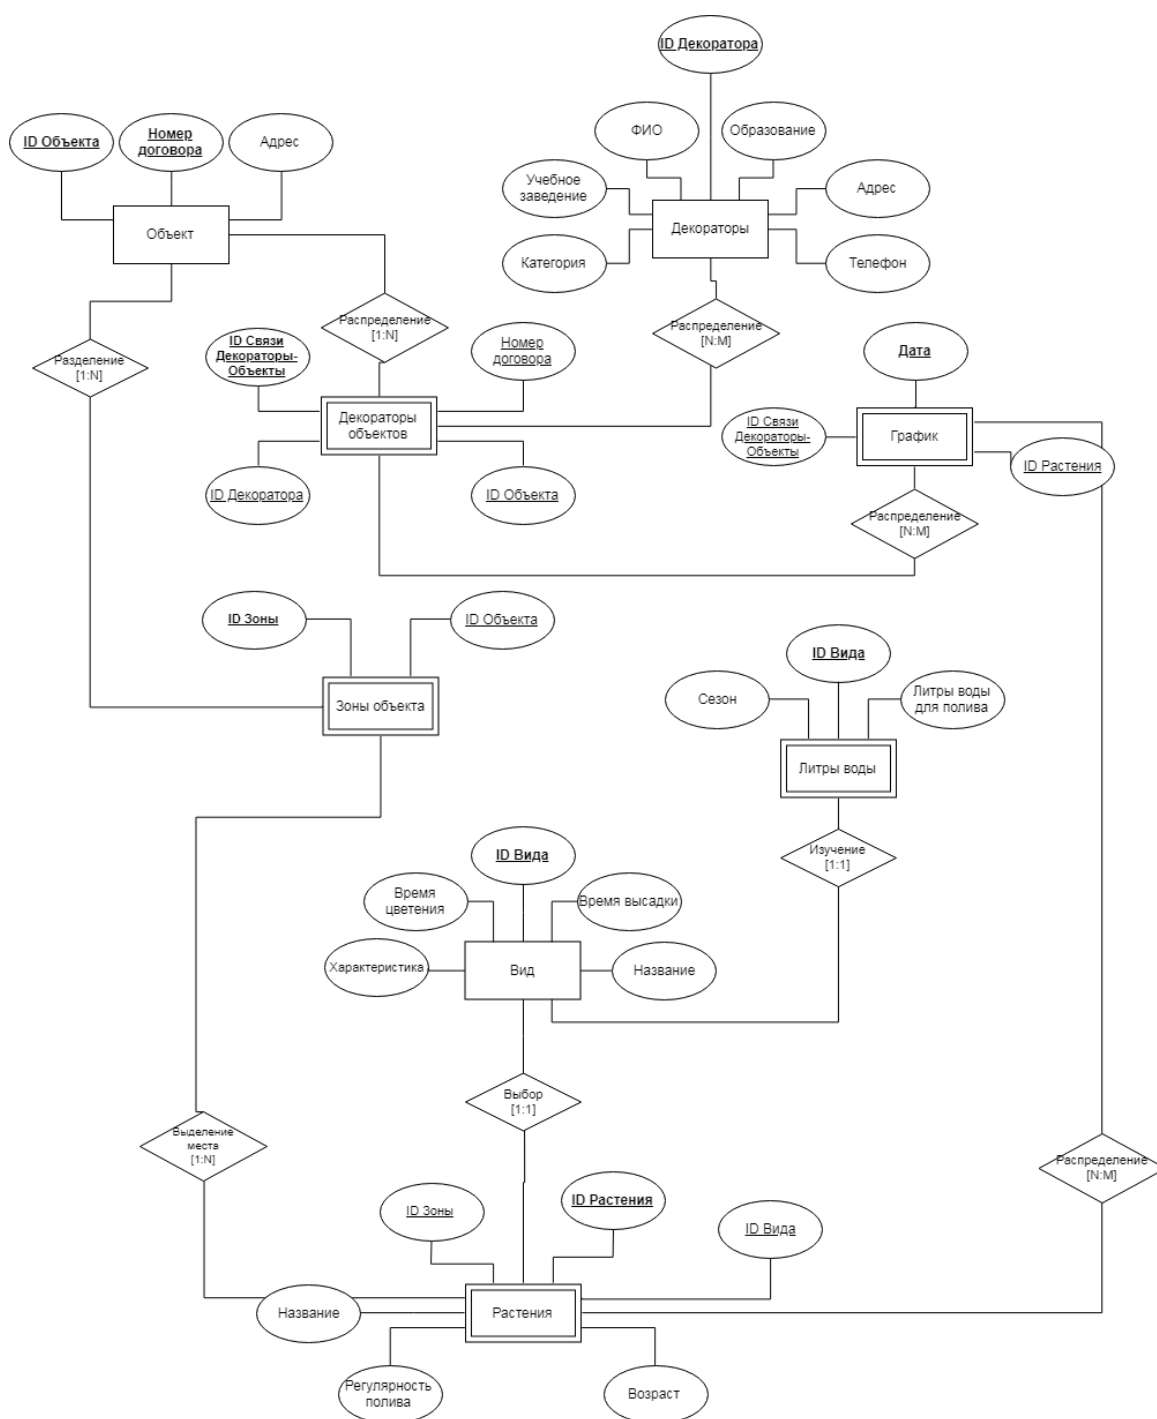 ID Декоратора
ФИО
Образование
ID Объекта
Номер
договора
Адрес
Учебное
заведение
Адрес
Объект
Декораторы
Категория
Телефон
Распределение
[1:N]
Распределение
[N:M]
Разделение
[1:N]
ID Связи
Декораторы-
Объекты
Номер
договора
Дата
Декораторы
объектов
ID Связи
Декораторы-
Объекты
График
ID Растения
ID Декоратора
ID Объекта
Распределение
[N:M]
ID Зоны
ID Объекта
ID Вида
Сезон
Литры воды
для полива
Зоны объекта
Литры воды
ID Вида
Изучение
[1:1]
Время
цветения
Время высадки
Характеристика
Вид
Название
Выбор
[1:1]
Выделение
места
[1:N]
Распределение
[N:M]
ID Зоны
ID Растения
ID Вида
Название
Растения
Регулярность
полива
Возраст